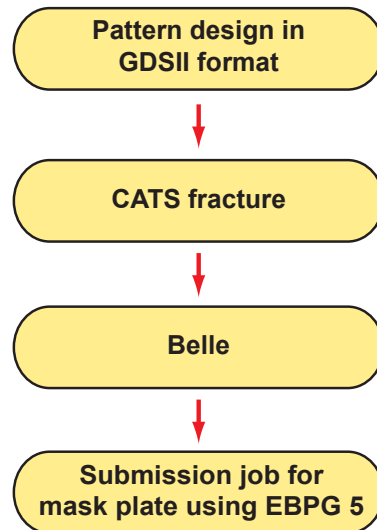 Pattern design in
GDSII format
CATS fracture
Belle
Submission job for
mask plate using EBPG 5